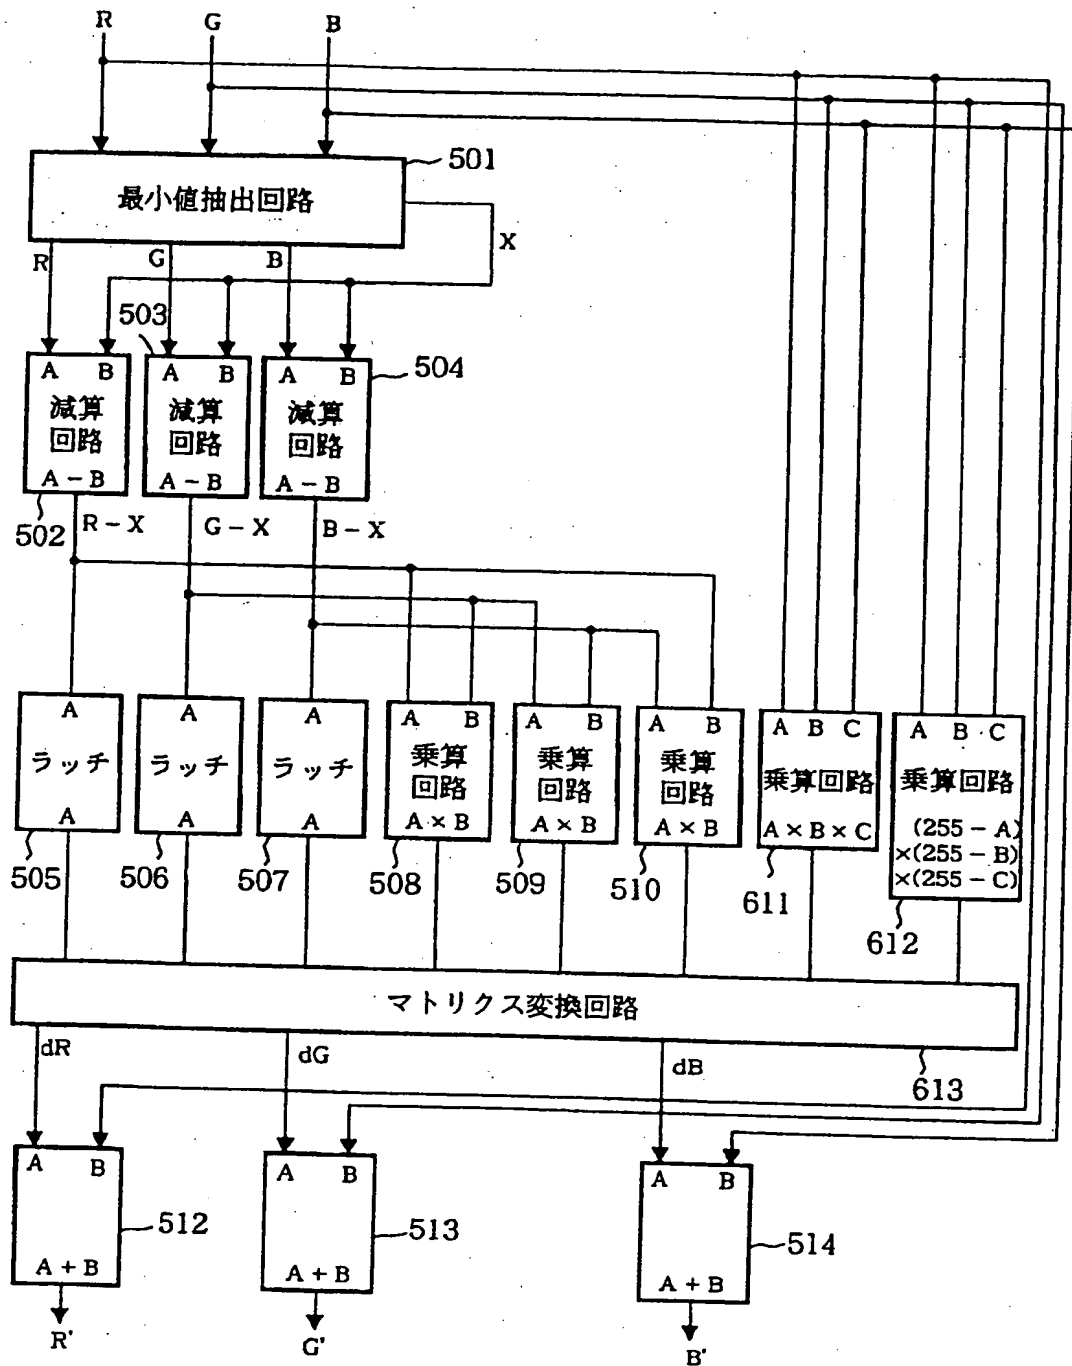 R G B
501
最小値抽出回路
X
R G B
503
504
A B A B A B
減算 減算 減算
回路 回路 回路
A－B A－B A－B
502
R－X G－X B－X
A A A A B A B A B A B C A B C
ラッチ ラッチ ラッチ 乗算 乗算 乗算 乗算回路 乗算回路
回路 回路 回路
A A A A×B A×B A×B A×B×C (255－A)
×(255－B)
×(255－C)
505 506 507 508 509 510 611 612
マトリクス変換回路
dR dG dB 613
A B A B A B
512 513 514
A＋B A＋B A＋B
R' G' B'